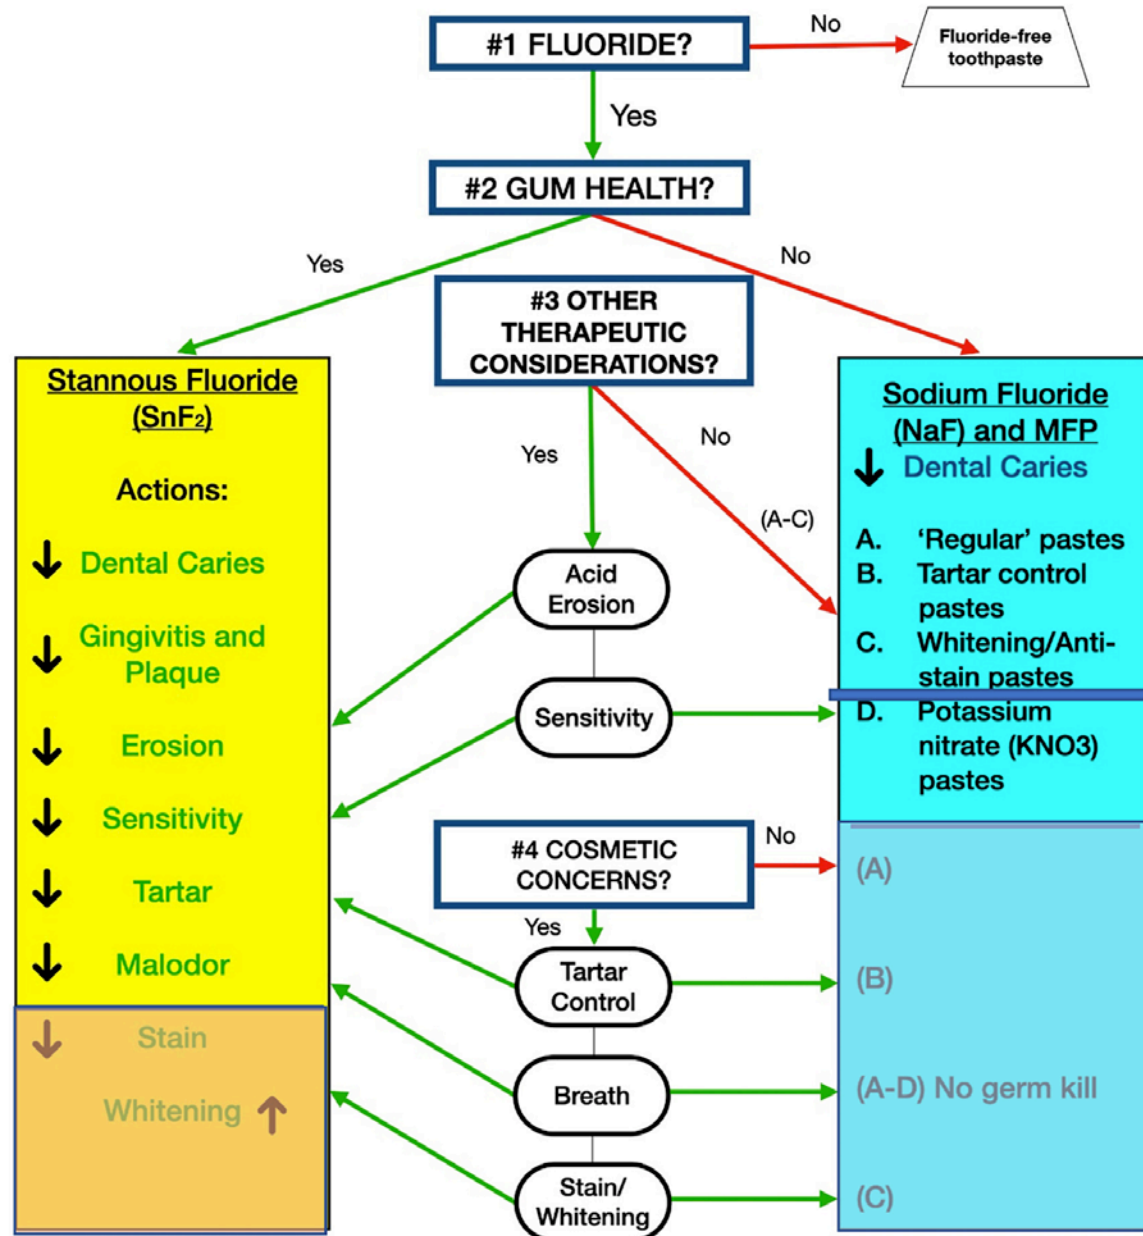 #1 FLUORIDE?
No
Fluoride-free
toothpaste
Yes
#2 GUM HEALTH?
Yes
No
#3 OTHER
THERAPEUTIC
CONSIDERATIONS?
Yes
No
(A-C)
Stannous Fluoride
(SnF₂)
Actions:
↓ Dental Caries
↓ Gingivitis and
Plaque
↓ Erosion
↓ Sensitivity
↓ Tartar
↓ Malodor
↓ Stain
Whitening ↑
Acid
Erosion
Sensitivity
#4 COSMETIC
CONCERNS?
No
Yes
Tartar
Control
Breath
Stain/
Whitening
Sodium Fluoride
(NaF) and MFP
↓ Dental Caries
A. ‘Regular’ pastes
B. Tartar control
pastes
C. Whitening/Anti-
stain pastes
D. Potassium
nitrate (KNO3)
pastes
(A)
(B)
(A-D) No germ kill
(C)